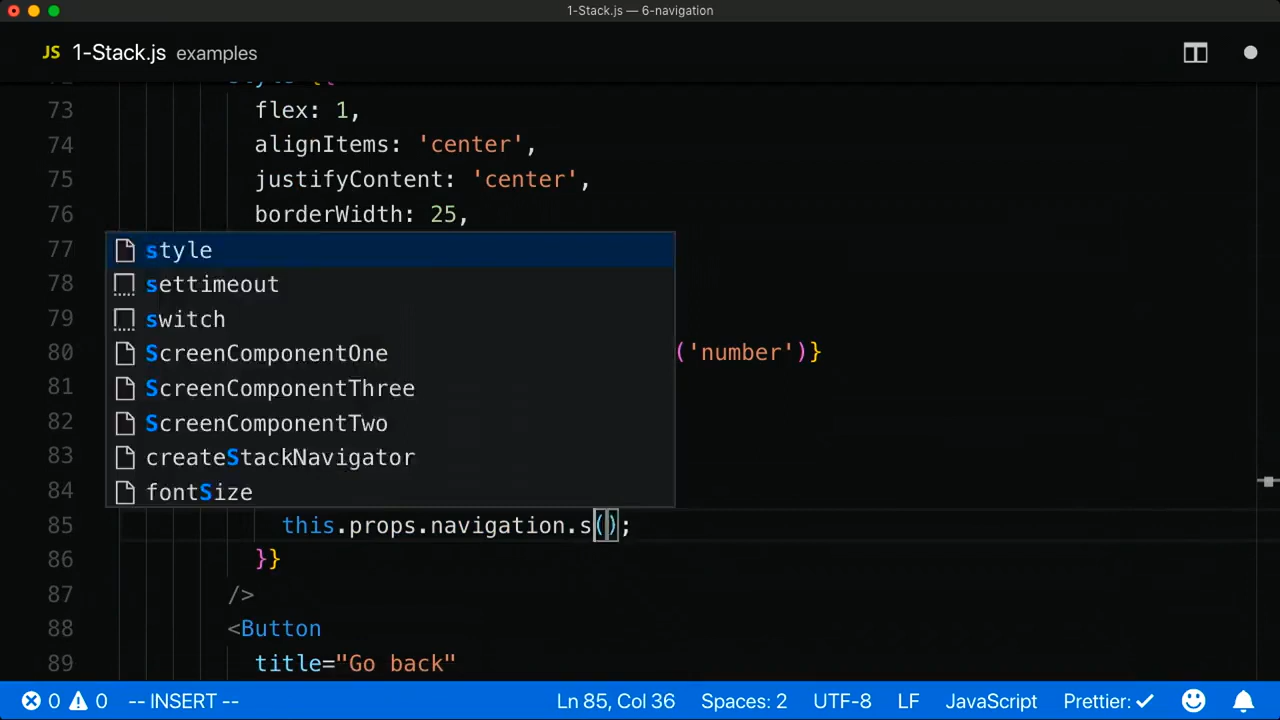 1-Stack.js — 6-navigation
JS 1-Stack.js examples
73 flex: 1,
74 alignItems: 'center',
75 justifyContent: 'center',
76 borderWidth: 25,
77 style
78 settimeout
79 switch
80 ScreenComponentOne ('number')}
81 ScreenComponentThree
82 ScreenComponentTwo
83 createStackNavigator
84 fontSize
85 this.props.navigation.s();
86 }}
87 />
88 <Button
89 title="Go back"
0 0 -- INSERT -- Ln 85, Col 36 Spaces: 2 UTF-8 LF JavaScript Prettier: ✓